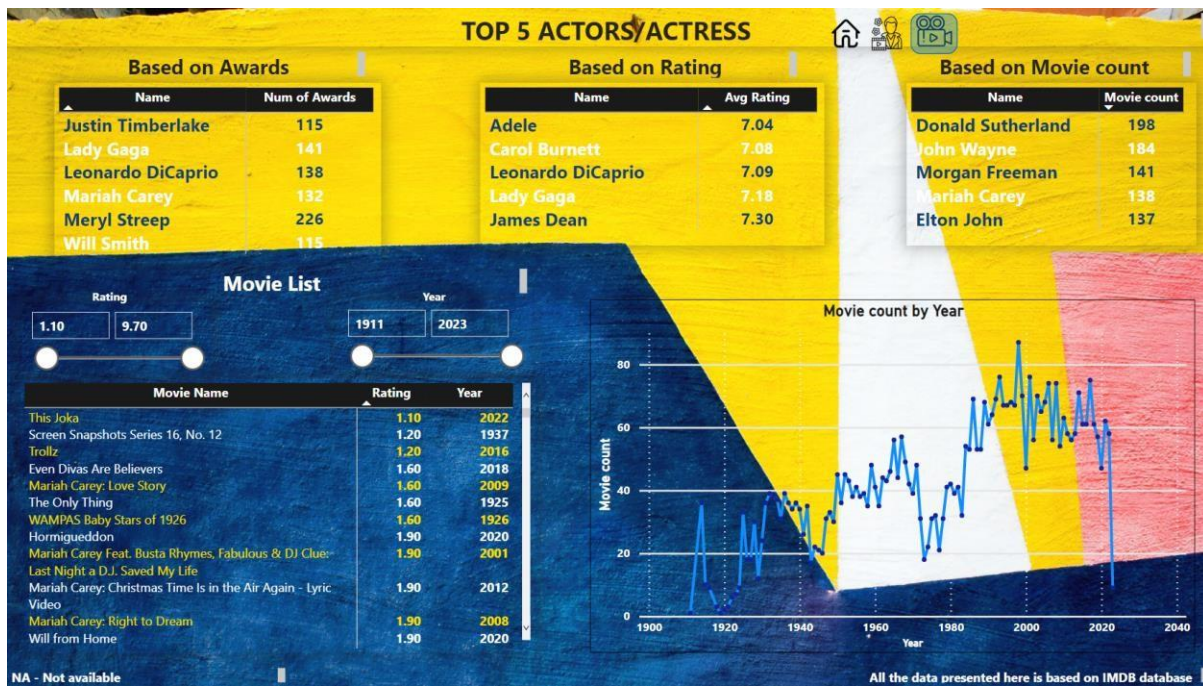 TOP 5 ACTORS/ACTRESS
Based on Awards
Name Num of Awards
Justin Timberlake 115
Lady Gaga 141
Leonardo DiCaprio 138
Mariah Carey 132
Meryl Streep 226
Will Smith 115
Based on Rating
Name Avg Rating
Adele 7.04
Carol Burnett 7.08
Leonardo DiCaprio 7.09
Lady Gaga 7.18
James Dean 7.30
Based on Movie count
Name Movie count
Donald Sutherland 198
John Wayne 184
Morgan Freeman 141
Mariah Carey 138
Elton John 137
Movie List
Rating
1.10 9.70
Year
1911 2023
Movie Name Rating Year
This Joka 1.10 2022
Screen Snapshots Series 16, No. 12 1.20 1937
Trollz 1.20 2016
Even Divas Are Believers 1.60 2018
Mariah Carey: Love Story 1.60 2009
The Only Thing 1.60 1925
WAMPAS Baby Stars of 1926 1.60 1926
Hormigueddon 1.90 2020
Mariah Carey Feat. Busta Rhymes, Fabulous & DJ Clue: 1.90 2001
Last Night a D.J. Saved My Life
Mariah Carey: Christmas Time Is in the Air Again - Lyric 1.90 2012
Video
Mariah Carey: Right to Dream 1.90 2008
Will from Home 1.90 2020
Movie count by Year
Movie count
80
60
40
20
0
1900 1920 1940 1960 1980 2000 2020 2040
Year
NA - Not available
All the data presented here is based on IMDB database